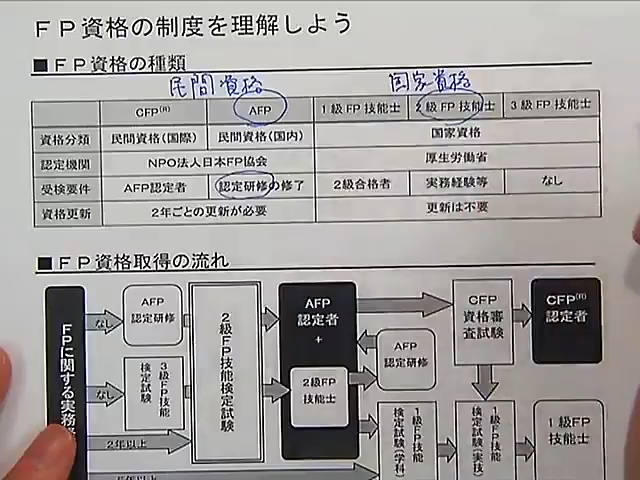 ＦＰ資格の制度を理解しよう
■ＦＰ資格の種類
民間資格 国家資格
CFP(R) AFP 1級FP技能士 2級FP技能士 3級FP技能士
資格分類 民間資格(国際) 民間資格(国内) 国家資格
認定機関 NPO法人日本FP協会 厚生労働省
受検要件 AFP認定者 認定研修の修了 2級合格者 実務経験等 なし
資格更新 2年ごとの更新が必要 更新は不要
■ＦＰ資格取得の流れ
FPに関する実務経
なし
AFP
認定研修
なし
3級FP技能
検定試験
2年以上
2級FP技能検定試験
AFP
認定者
+
2級FP
技能士
AFP
認定研修
CFP
資格審
査試験
CFP(R)
認定者
1級FP技能
検定試験(学科)
1級FP技能
検定試験(実技)
1級FP
技能士